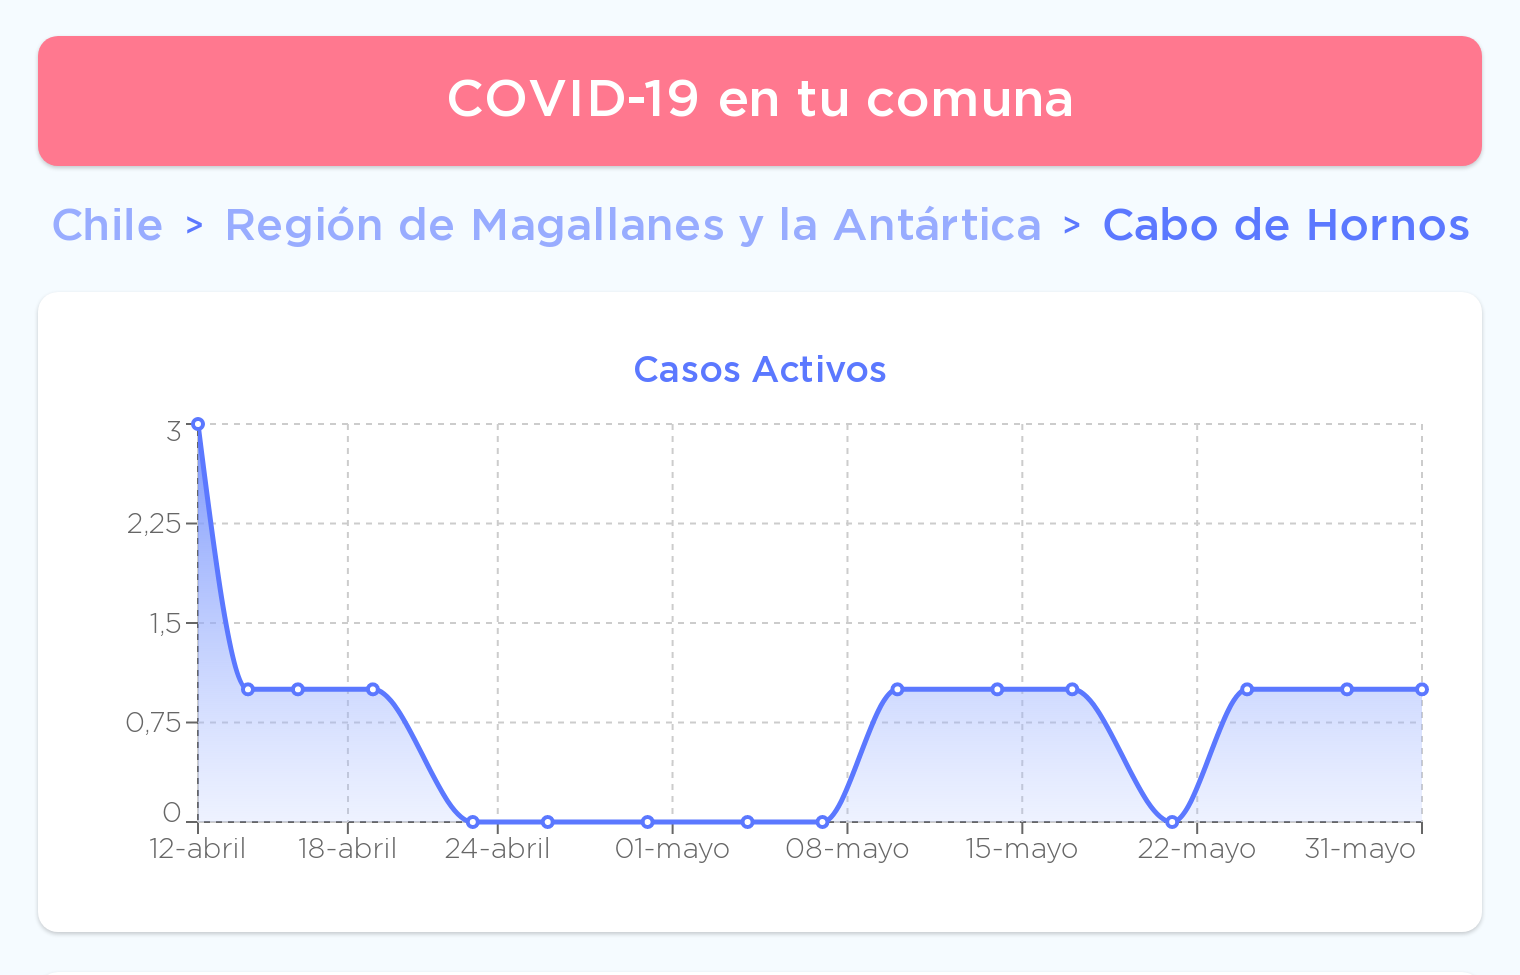 COVID-19 en tu comuna
Chile > Región de Magallanes y la Antártica > Cabo de Hornos
Casos Activos
3
2,25
1,5
0,75
0
12-abril 18-abril 24-abril 01-mayo 08-mayo 15-mayo 22-mayo 31-mayo